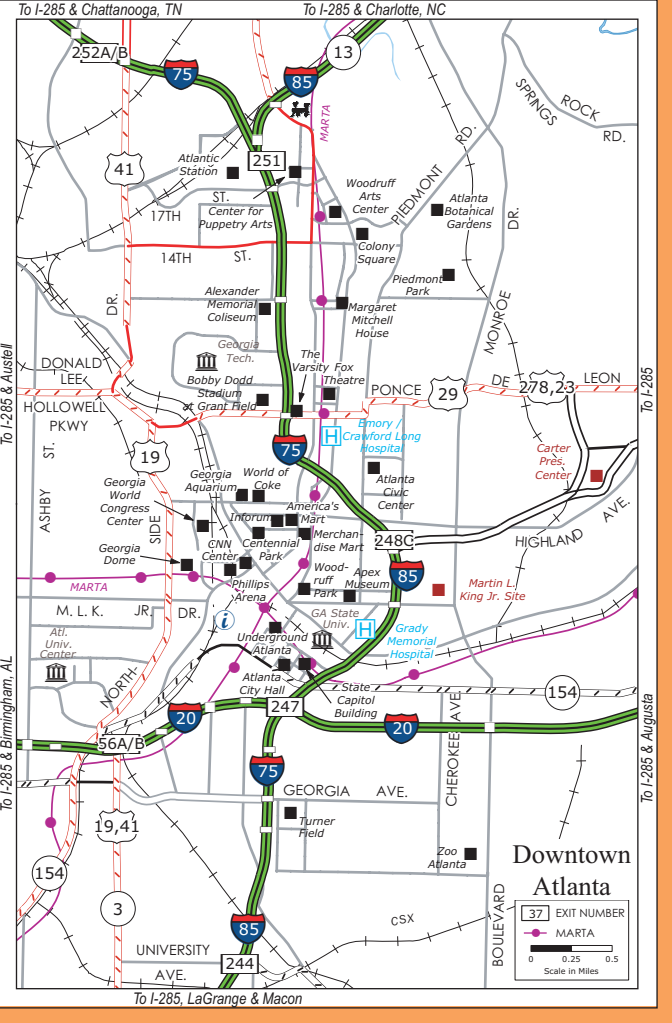 To I-285 & Chattanooga, TN
To I-285 & Charlotte, NC
252A/B
75
85
13
MARTA
SPRINGS
ROCK
RD.
RD.
251
41
Atlantic
Station
Woodruff
Arts
Center
PIEDMONT
Atlanta
Botanical
Gardens
DR.
17TH
ST.
Center for
Puppetry Arts
Colony
Square
14TH
ST.
Piedmont
Park
DR.
Alexander
Memorial
Coliseum
Margaret
Mitchell
House
MONROE
Georgia
Tech.
The
Varsity
Fox
Theatre
To I-285 & Austell
DONALD
LEE
HOLLOWELL
PKWY
Bobby Dodd
Stadium
at Grant Field
PONCE
29
DE
278,23
LEON
To I-285
H
Emory /
Crawford Long
Hospital
75
19
ST.
Carter
Pres.
Center
Georgia
Aquarium
World of
Coke
Atlanta
Civic
Center
Georgia
World
Congress
Center
ASHBY
SIDE
Inforum
America's
Mart
AVE.
HIGHLAND
248C
CNN
Center
Centennial
Park
Merchan-
dise Mart
Georgia
Dome
MARTA
Phillips
Arena
Wood-
ruff
Park
Apex
Museum
85
Martin L.
King Jr. Site
M. L. K.
JR.
DR.
i
GA State
Univ.
H
Grady
Memorial
Hospital
Atl.
Univ.
Center
Underground
Atlanta
NORTH-
Atlanta
City Hall
State
Capitol
Building
154
To I-285 & Birmingham, AL
20
247
20
AVE.
CHEROKEE
To I-285 & Augusta
56A/B
75
GEORGIA
AVE.
19,41
Turner
Field
Zoo
Atlanta
154
3
85
CSX
BOULEVARD
UNIVERSITY
AVE.
244
Downtown
Atlanta
37 EXIT NUMBER
MARTA
0 0.25 0.5
Scale in Miles
To I-285, LaGrange & Macon